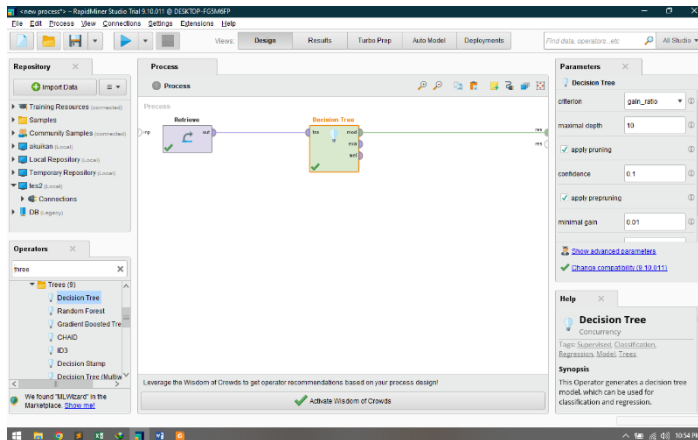 <new process*> – RapidMiner Studio Trial 9.10.011 @ DESKTOP-FG5M6FP
File Edit Process View Connections Settings Extensions Help
Views: Design Results Turbo Prep Auto Model Deployments
Find data, operators...etc All Studio
Repository
Import Data
Training Resources (connected)
Samples
Community Samples (connected)
akuikan (Local)
Local Repository (Local)
Temporary Repository (Local)
tes2 (Local)
Connections
DB (Legacy)
Operators
three
Trees (9)
Decision Tree
Random Forest
Gradient Boosted Tre
CHAID
ID3
Decision Stump
Decision Tree (Multiw
We found "MLWizard" in the
Marketplace. Show me!
Process
Process
Process
inp
Retrieve
out
Decision Tree
tra mod
exa
wei
res
res
Leverage the Wisdom of Crowds to get operator recommendations based on your process design!
Activate Wisdom of Crowds
Parameters
Decision Tree
criterion gain_ratio
maximal depth 10
apply pruning
confidence 0.1
apply prepruning
minimal gain 0.01
Show advanced parameters
Change compatibility (9.10.011)
Help
Decision Tree
Concurrency
Tags: Supervised, Classification,
Regression, Model, Trees
Synopsis
This Operator generates a decision tree
model, which can be used for
classification and regression.
10:54 PM